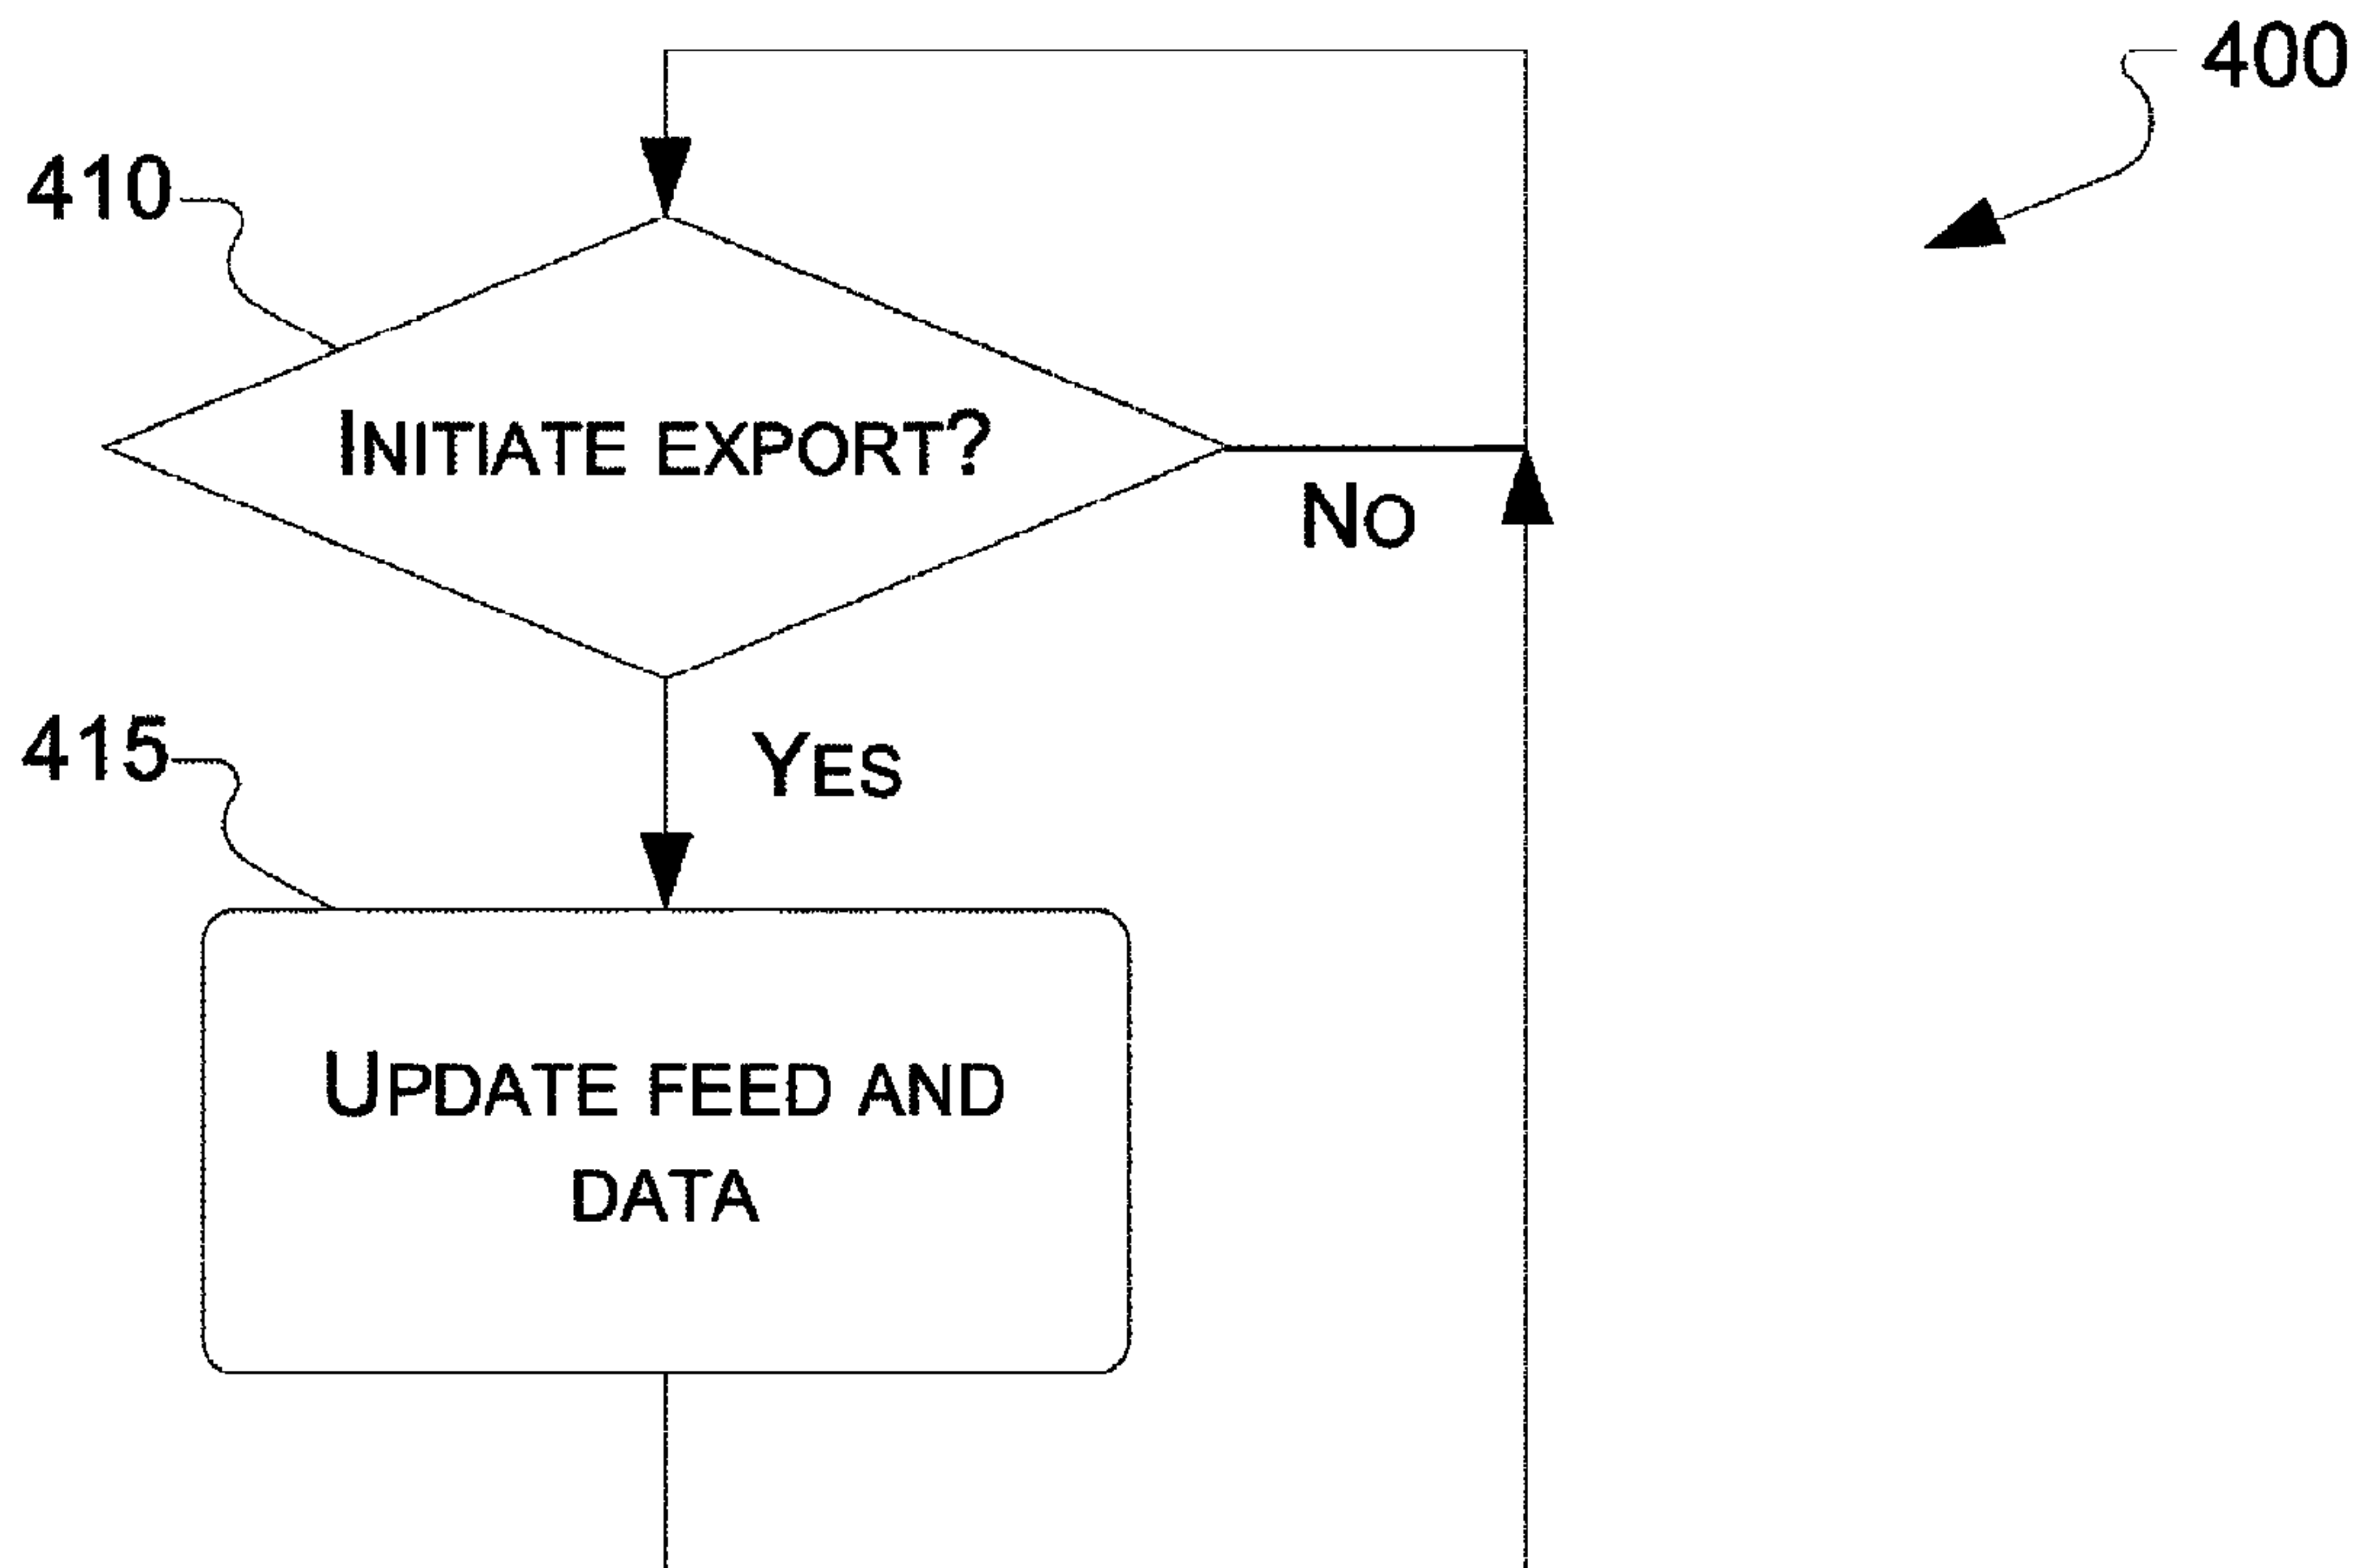 400
410
INITIATE EXPORT?
NO
415
YES
UPDATE FEED AND
DATA